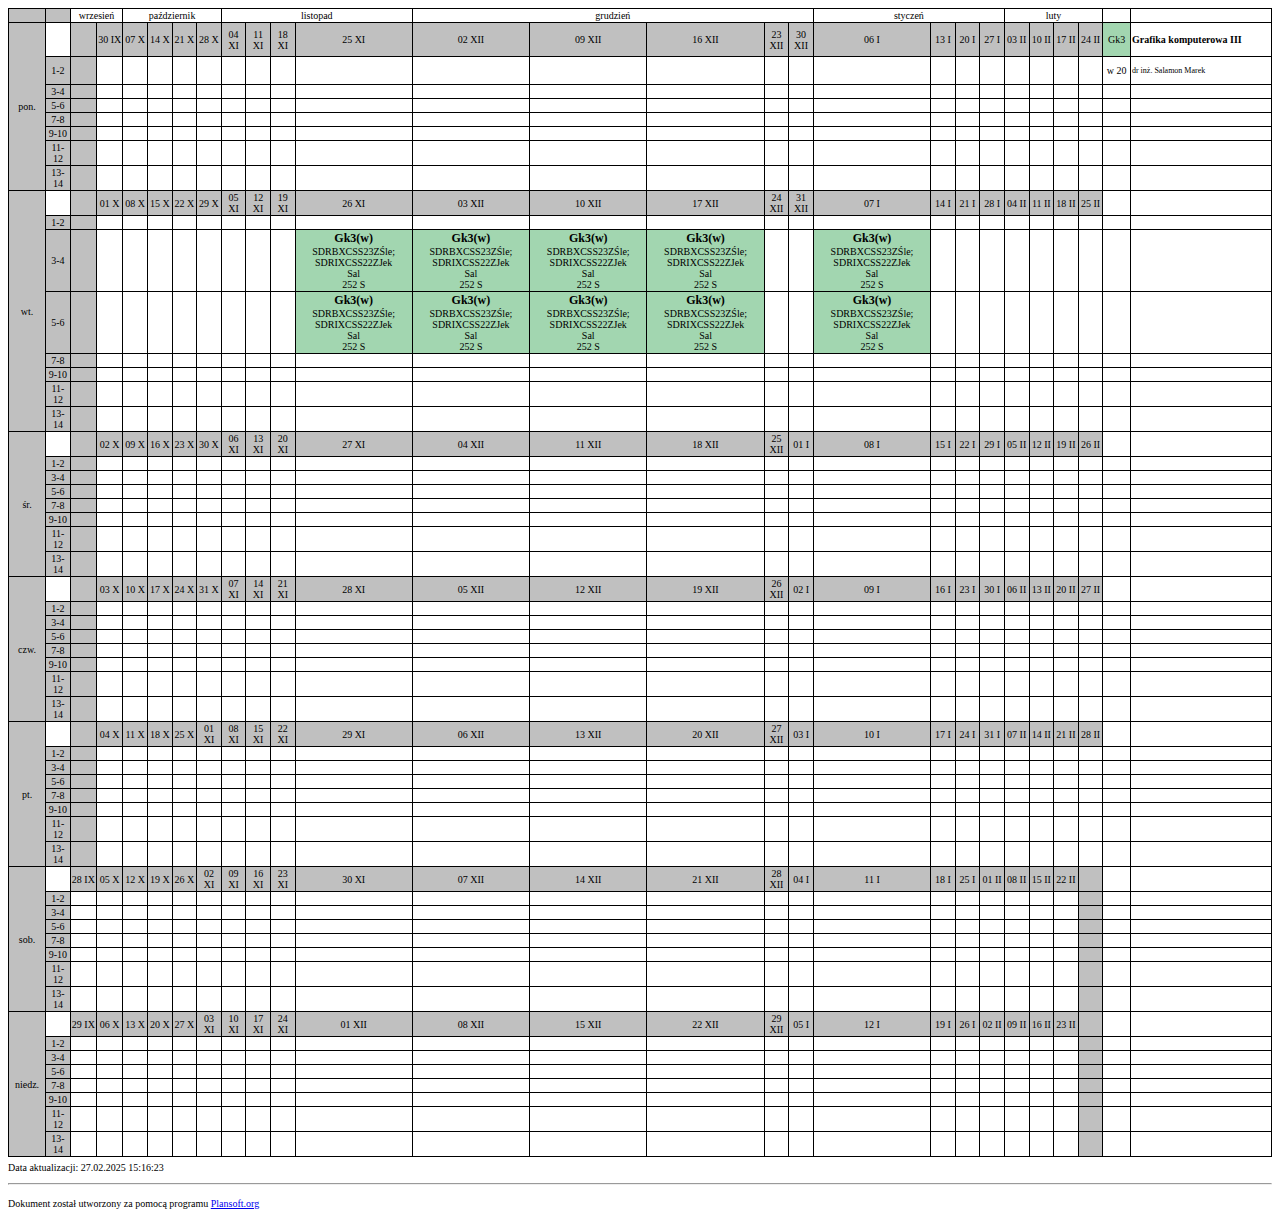 wrzesień październik listopad grudzień styczeń luty
pon. 30 IX 07 X 14 X 21 X 28 X 04 XI 11 XI 18 XI 25 XI 02 XII 09 XII 16 XII 23 XII 30 XII 06 I 13 I 20 I 27 I 03 II 10 II 17 II 24 II Gk3 Grafika komputerowa III
1-2 w 20 dr inż. Salamon Marek
3-4
5-6
7-8
9-10
11-12
13-14
wt. 01 X 08 X 15 X 22 X 29 X 05 XI 12 XI 19 XI 26 XI 03 XII 10 XII 17 XII 24 XII 31 XII 07 I 14 I 21 I 28 I 04 II 11 II 18 II 25 II
1-2
3-4
Gk3(w) Gk3(w) Gk3(w) Gk3(w) Gk3(w)
SDRBXCSS23ZŚle; SDRBXCSS23ZŚle; SDRBXCSS23ZŚle; SDRBXCSS23ZŚle; SDRBXCSS23ZŚle;
SDRIXCSS22ZJek SDRIXCSS22ZJek SDRIXCSS22ZJek SDRIXCSS22ZJek SDRIXCSS22ZJek
Sal Sal Sal Sal Sal
252 S 252 S 252 S 252 S 252 S
5-6
Gk3(w) Gk3(w) Gk3(w) Gk3(w) Gk3(w)
SDRBXCSS23ZŚle; SDRBXCSS23ZŚle; SDRBXCSS23ZŚle; SDRBXCSS23ZŚle; SDRBXCSS23ZŚle;
SDRIXCSS22ZJek SDRIXCSS22ZJek SDRIXCSS22ZJek SDRIXCSS22ZJek SDRIXCSS22ZJek
Sal Sal Sal Sal Sal
252 S 252 S 252 S 252 S 252 S
7-8
9-10
11-12
13-14
śr. 02 X 09 X 16 X 23 X 30 X 06 XI 13 XI 20 XI 27 XI 04 XII 11 XII 18 XII 25 XII 01 I 08 I 15 I 22 I 29 I 05 II 12 II 19 II 26 II
1-2
3-4
5-6
7-8
9-10
11-12
13-14
czw. 03 X 10 X 17 X 24 X 31 X 07 XI 14 XI 21 XI 28 XI 05 XII 12 XII 19 XII 26 XII 02 I 09 I 16 I 23 I 30 I 06 II 13 II 20 II 27 II
1-2
3-4
5-6
7-8
9-10
11-12
13-14
pt. 04 X 11 X 18 X 25 X 01 XI 08 XI 15 XI 22 XI 29 XI 06 XII 13 XII 20 XII 27 XII 03 I 10 I 17 I 24 I 31 I 07 II 14 II 21 II 28 II
1-2
3-4
5-6
7-8
9-10
11-12
13-14
sob. 28 IX 05 X 12 X 19 X 26 X 02 XI 09 XI 16 XI 23 XI 30 XI 07 XII 14 XII 21 XII 28 XII 04 I 11 I 18 I 25 I 01 II 08 II 15 II 22 II
1-2
3-4
5-6
7-8
9-10
11-12
13-14
niedz. 29 IX 06 X 13 X 20 X 27 X 03 XI 10 XI 17 XI 24 XI 01 XII 08 XII 15 XII 22 XII 29 XII 05 I 12 I 19 I 26 I 02 II 09 II 16 II 23 II
1-2
3-4
5-6
7-8
9-10
11-12
13-14
Data aktualizacji: 27.02.2025 15:16:23
Dokument został utworzony za pomocą programu Plansoft.org